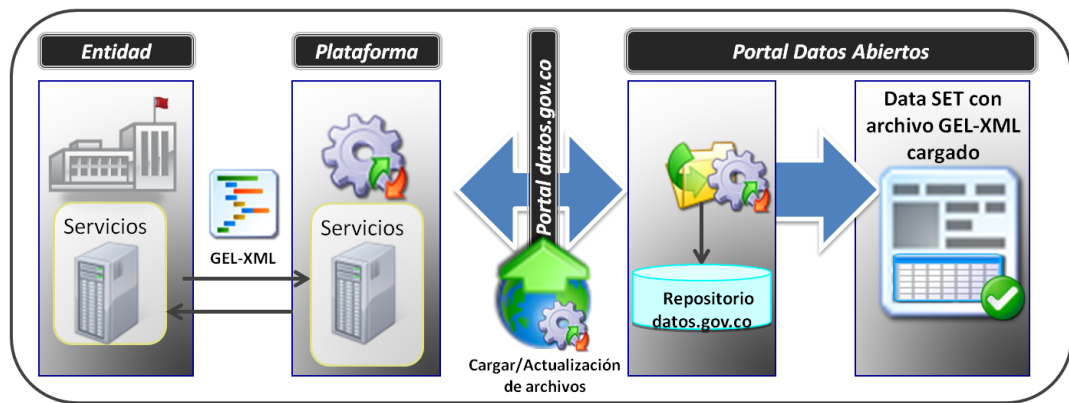 Entidad
Servicios
GEL-XML
Plataforma
Servicios
Portal datos.gov.co
Cargar/Actualización
de archivos
Portal Datos Abiertos
Repositorio
datos.gov.co
Data SET con
archivo GEL-XML
cargado